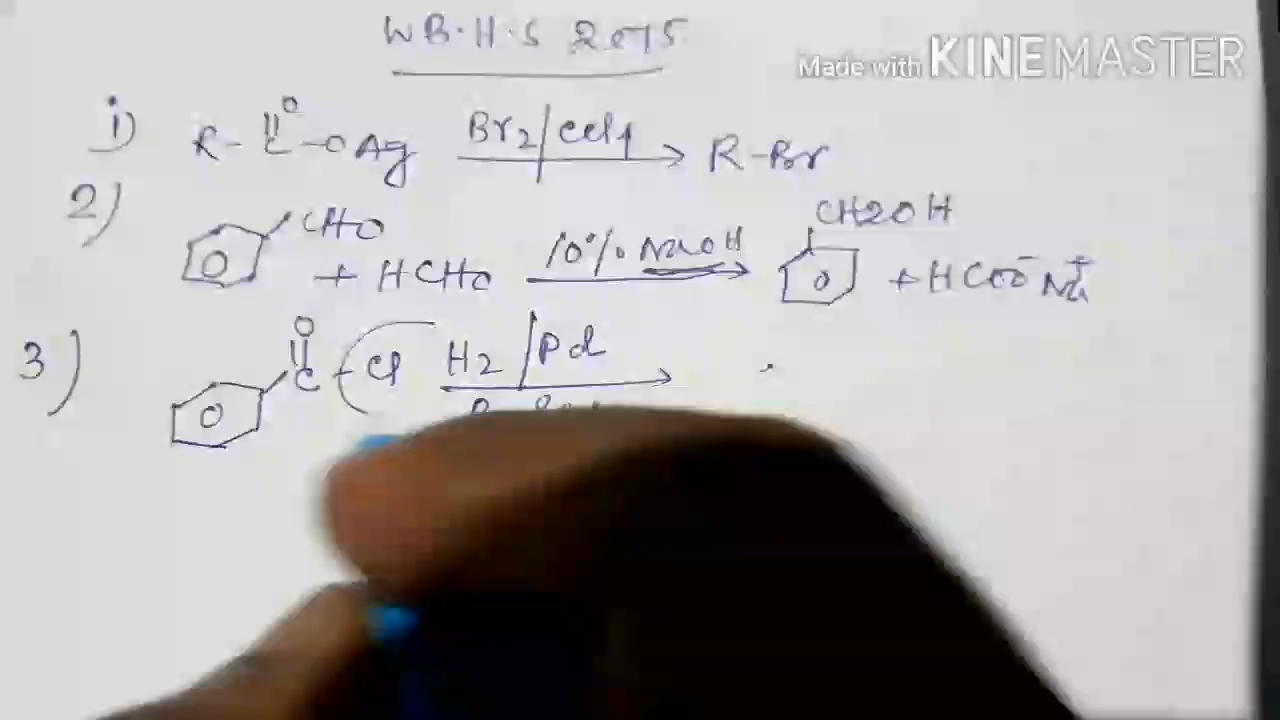 WB.H.S 2015
Made with KINEMASTER
i) R-C-OAg Br2/CCl4 R-Br
O
2) CHO + HCHO 10% NaOH CH2OH + HCOO⁻Na⁺
3) O
C-Cl H2/Pd